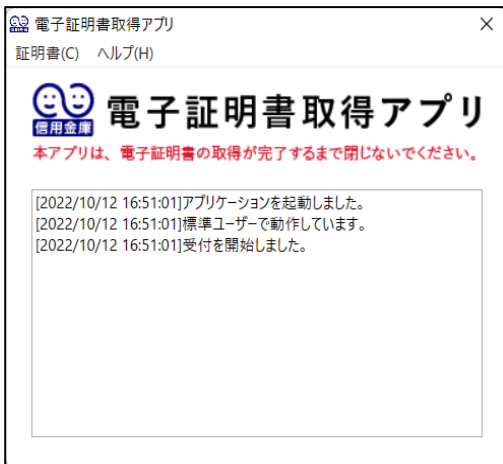 電子証明書取得アプリ
証明書(C) ヘルプ(H)
信用金庫
電子証明書取得アプリ
本アプリは、電子証明書の取得が完了するまで閉じないでください。
[2022/10/12 16:51:01]アプリケーションを起動しました。
[2022/10/12 16:51:01]標準ユーザーで動作しています。
[2022/10/12 16:51:01]受付を開始しました。